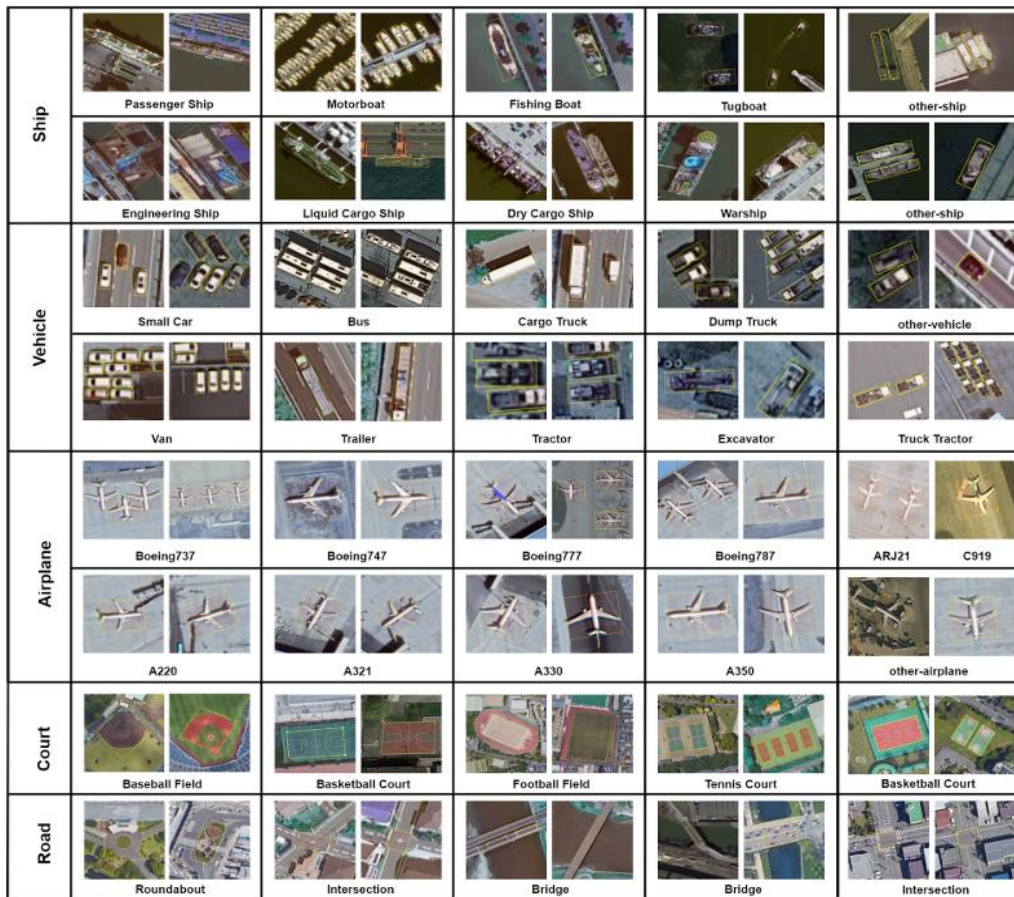 Ship
Passenger Ship
Motorboat
Fishing Boat
Tugboat
other-ship
Engineering Ship
Liquid Cargo Ship
Dry Cargo Ship
Warship
other-ship
Vehicle
Small Car
Bus
Cargo Truck
Dump Truck
other-vehicle
Van
Trailer
Tractor
Excavator
Truck Tractor
Airplane
Boeing737
Boeing747
Boeing777
Boeing787
ARJ21
C919
A220
A321
A330
A350
other-airplane
Court
Baseball Field
Basketball Court
Football Field
Tennis Court
Basketball Court
Road
Roundabout
Intersection
Bridge
Bridge
Intersection